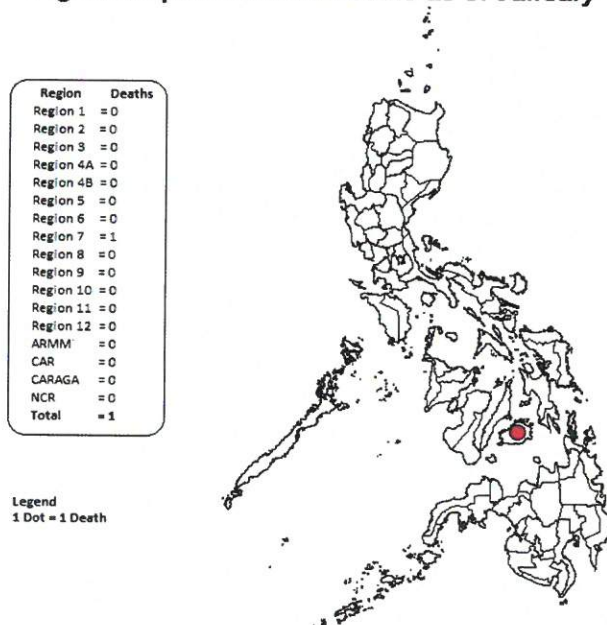 Region Deaths
Region 1 = 0
Region 2 = 0
Region 3 = 0
Region 4A = 0
Region 4B = 0
Region 5 = 0
Region 6 = 0
Region 7 = 1
Region 8 = 0
Region 9 = 0
Region 10 = 0
Region 11 = 0
Region 12 = 0
ARMM = 0
CAR = 0
CARAGA = 0
NCR = 0
Total = 1
Legend
1 Dot = 1 Death